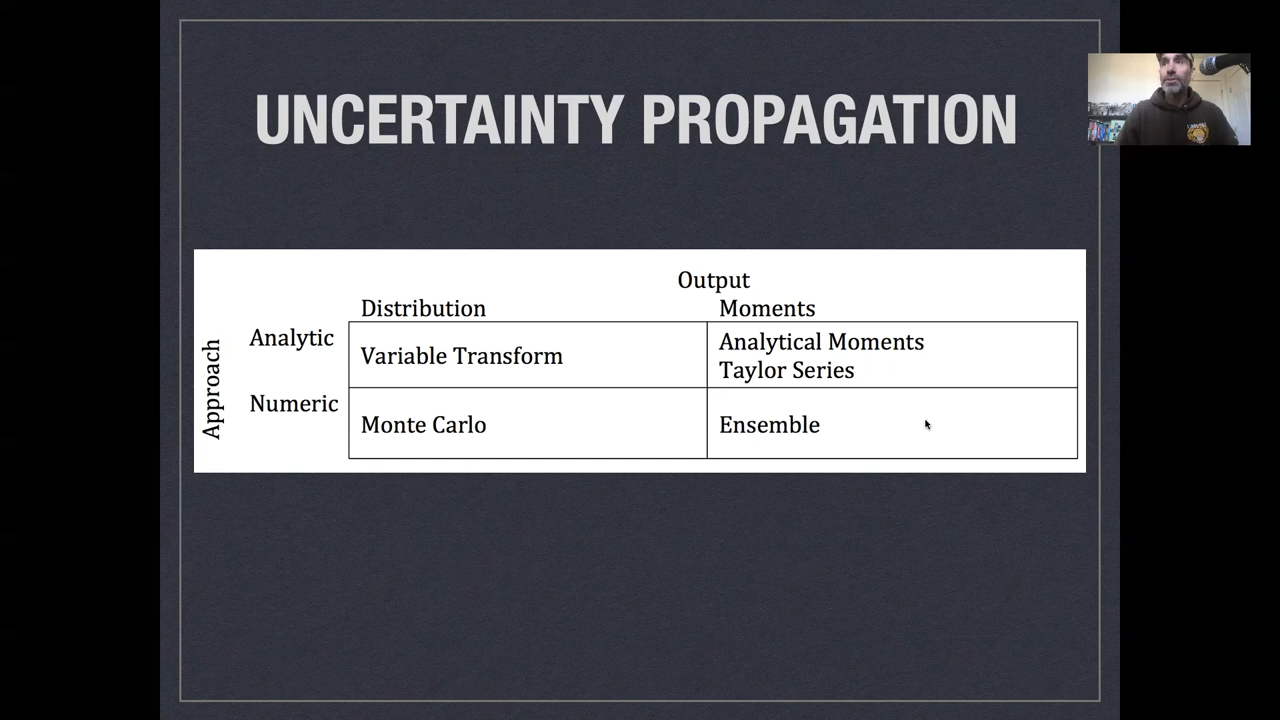 UNCERTAINTY PROPAGATION
Output
Distribution Moments
Approach
Analytic
Variable Transform
Analytical Moments
Taylor Series
Numeric
Monte Carlo
Ensemble